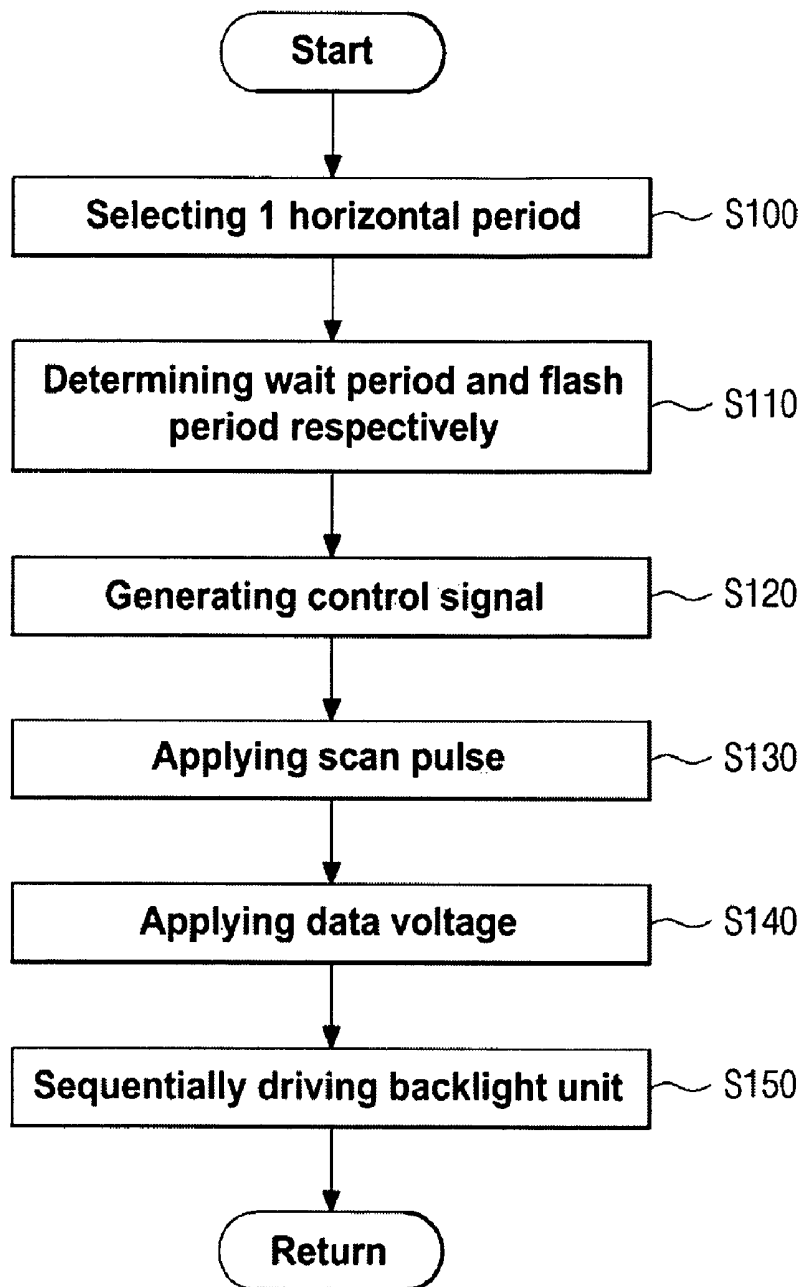 Start
Selecting 1 horizontal period
S100
Determining wait period and flash
period respectively
S110
Generating control signal
S120
Applying scan pulse
S130
Applying data voltage
S140
Sequentially driving backlight unit
S150
Return